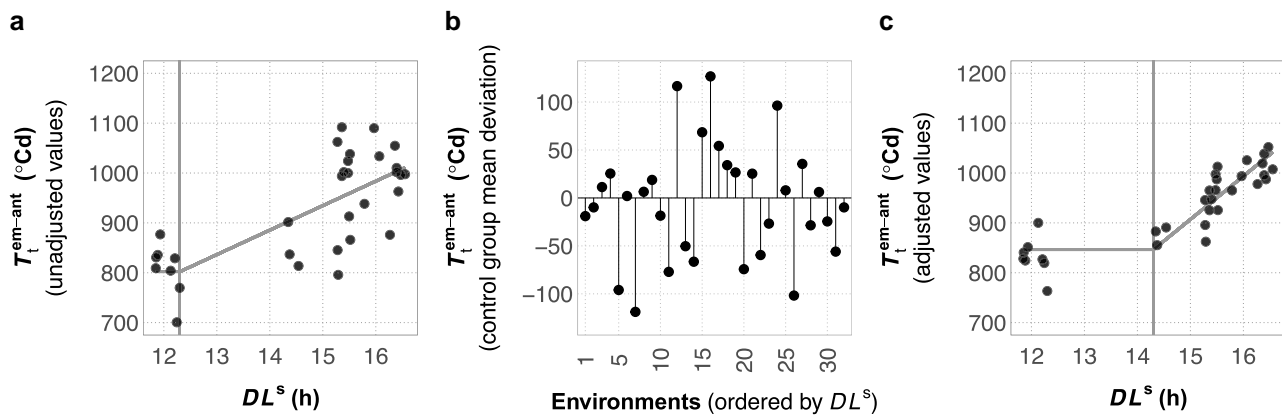 a
T_t^em−ant (°Cd)
(unadjusted values)
1200
1100
1000
900
800
700
12 13 14 15 16
DL^s (h)
b
T_t^em−ant (°Cd)
(control group mean deviation)
100
50
0
−50
−100
1 5 10 15 20 25 30
Environments (ordered by DL^s)
c
T_t^em−ant (°Cd)
(adjusted values)
1200
1100
1000
900
800
700
12 13 14 15 16
DL^s (h)